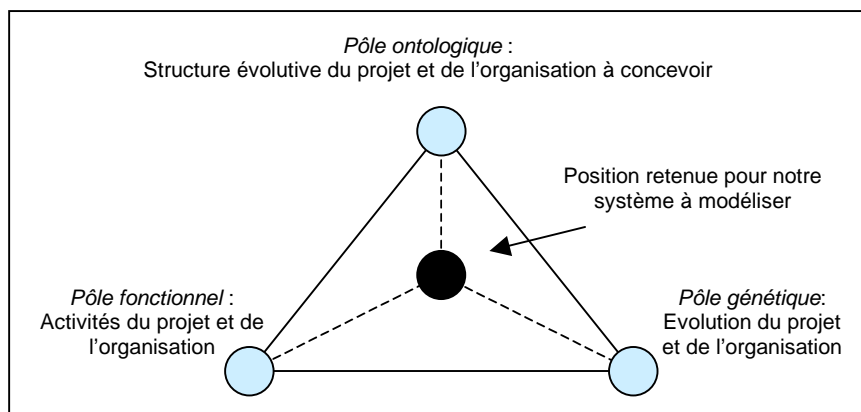 Pôle ontologique :
Structure évolutive du projet et de l'organisation à concevoir
Position retenue pour notre
système à modéliser
Pôle fonctionnel :
Activités du projet et de
l'organisation
Pôle génétique:
Evolution du projet
et de l'organisation